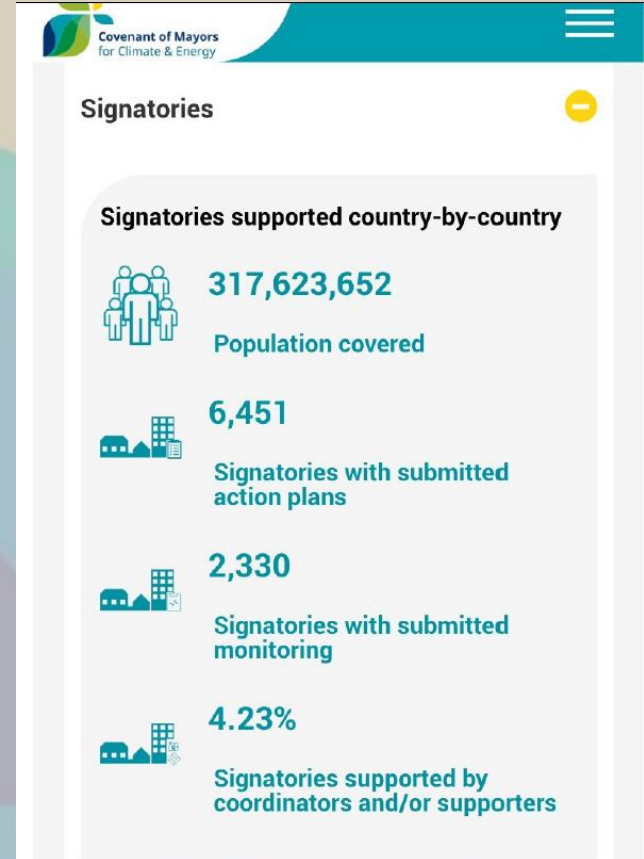 Covenant of Mayors
for Climate & Energy
Signatories
Signatories supported country-by-country
317,623,652
Population covered
6,451
Signatories with submitted
action plans
2,330
Signatories with submitted
monitoring
4.23%
Signatories supported by
coordinators and/or supporters